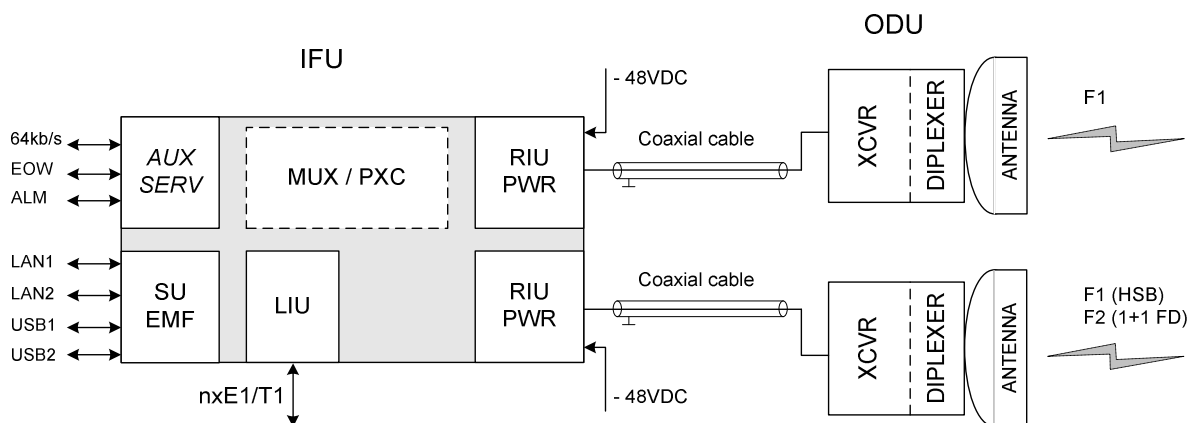 ODU
IFU
- 48VDC
F1
64kb/s
EOW
ALM
AUX
SERV
MUX / PXC
RIU
PWR
Coaxial cable
XCVR
DIPLEXER
ANTENNA
LAN1
LAN2
USB1
USB2
SU
EMF
LIU
RIU
PWR
Coaxial cable
XCVR
DIPLEXER
ANTENNA
F1 (HSB)
F2 (1+1 FD)
nxE1/T1
- 48VDC